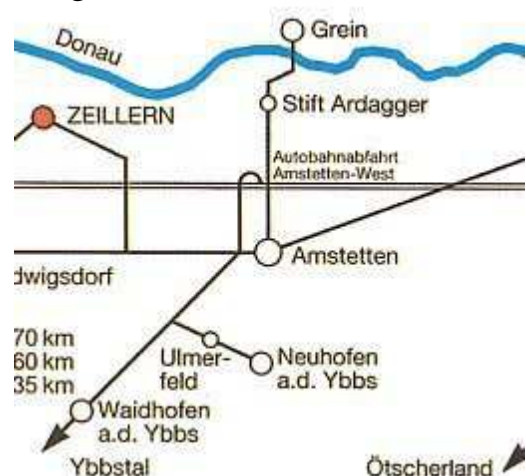 Grein
Donau
Stift Ardagger
ZEILLERN
Autobahnabfahrt
Amstetten-West
Amstetten
dwigsdorf
70 km
60 km
35 km
Ulmer-
feld
Neuhofen
a.d. Ybbs
Waidhofen
a.d. Ybbs
Ybbstal
Ötscherland